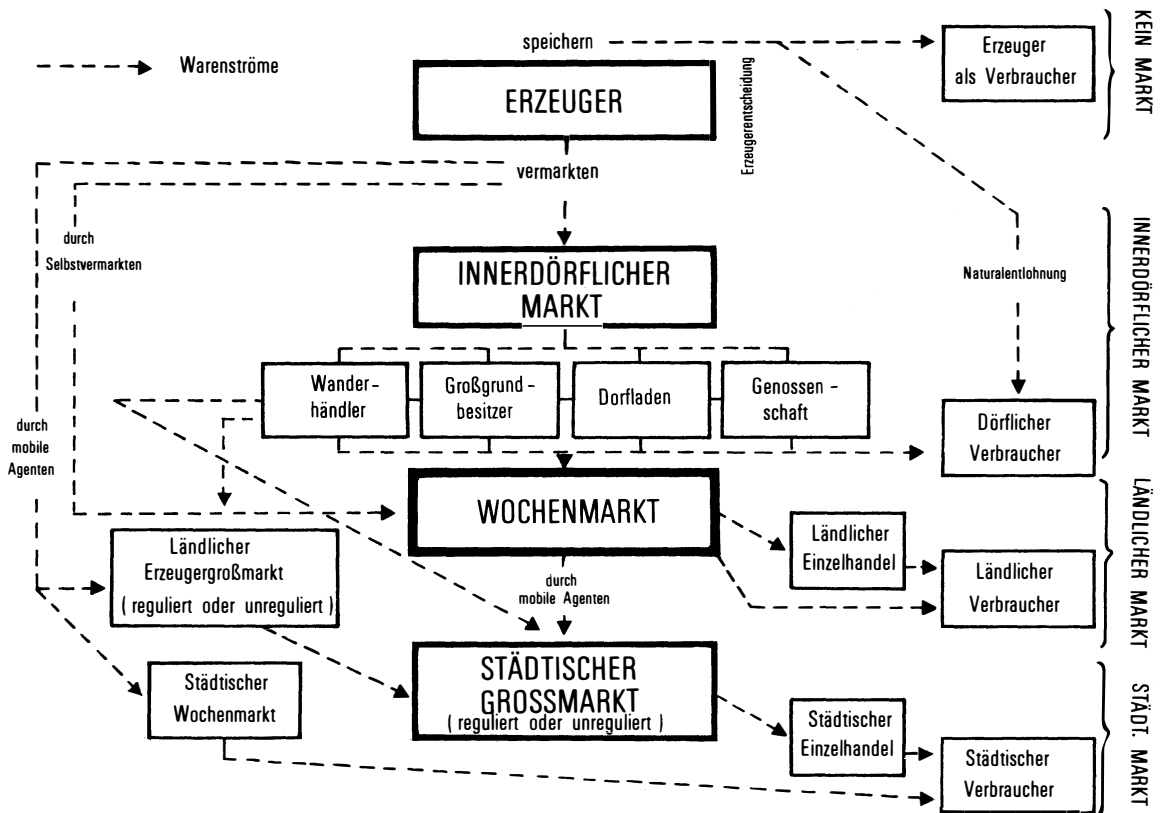 Warenströme
speichern
Erzeuger
als Verbraucher
KEIN MARKT
ERZEUGER
Erzeugerentscheidung
vermarkten
durch
Selbstvermarkten
INNERDÖRFLICHER
MARKT
Naturalentlohnung
INNERDÖRFLICHER MARKT
Wander-
händler
Großgrund-
besitzer
Dorfladen
Genossen-
schaft
Dörflicher
Verbraucher
durch
mobile
Agenten
WOCHENMARKT
Ländlicher
Einzelhandel
Ländlicher
Verbraucher
LÄNDLICHER MARKT
Ländlicher
Erzeugergroßmarkt
(reguliert oder unreguliert)
durch
mobile Agenten
STÄDTISCHER
GROSSMARKT
(reguliert oder unreguliert)
Städtischer
Wochenmarkt
Städtischer
Einzelhandel
Städtischer
Verbraucher
STÄDT. MARKT